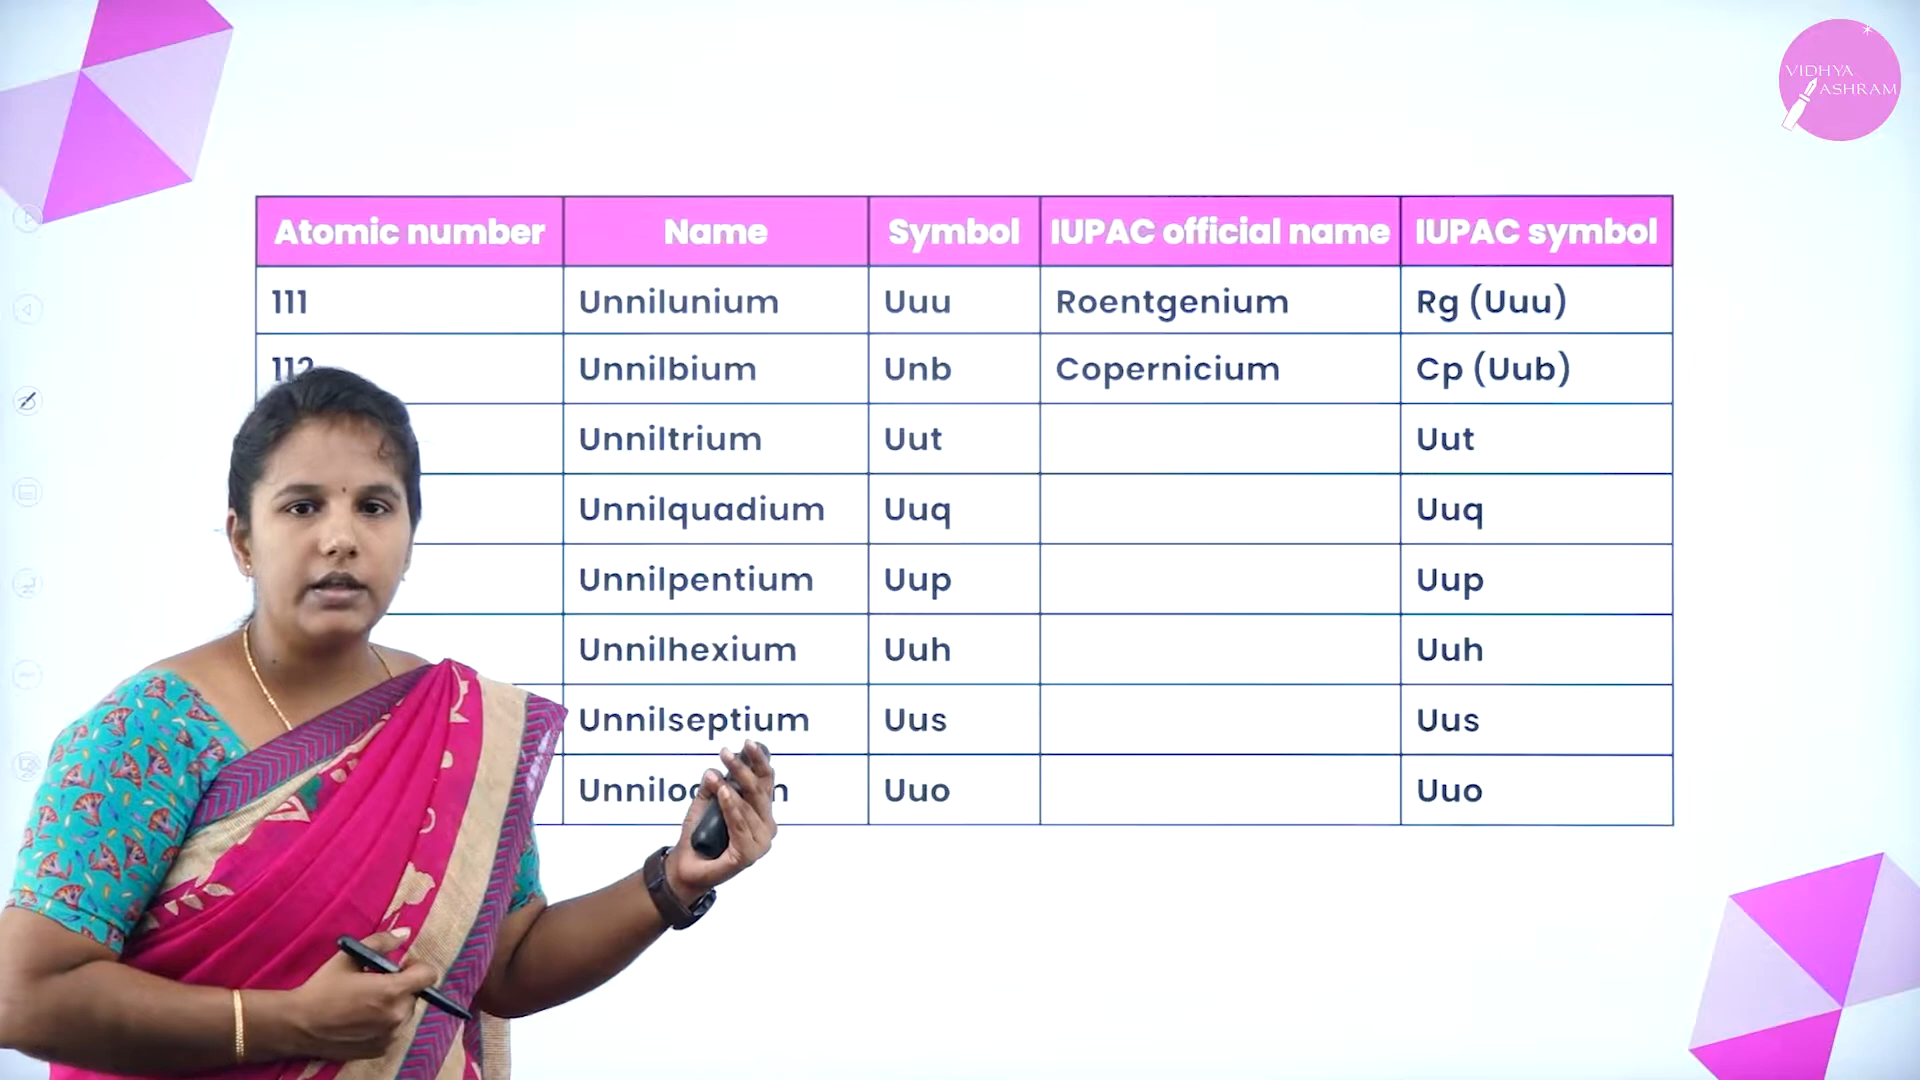 VIDHYA
ASHRAM
Atomic number Name Symbol IUPAC official name IUPAC symbol
111 Unnilunium Uuu Roentgenium Rg (Uuu)
112 Unnilbium Unb Copernicium Cp (Uub)
Unniltrium Uut Uut
Unnilquadium Uuq Uuq
Unnilpentium Uup Uup
Unnilhexium Uuh Uuh
Unnilseptium Uus Uus
Uuo Uuo